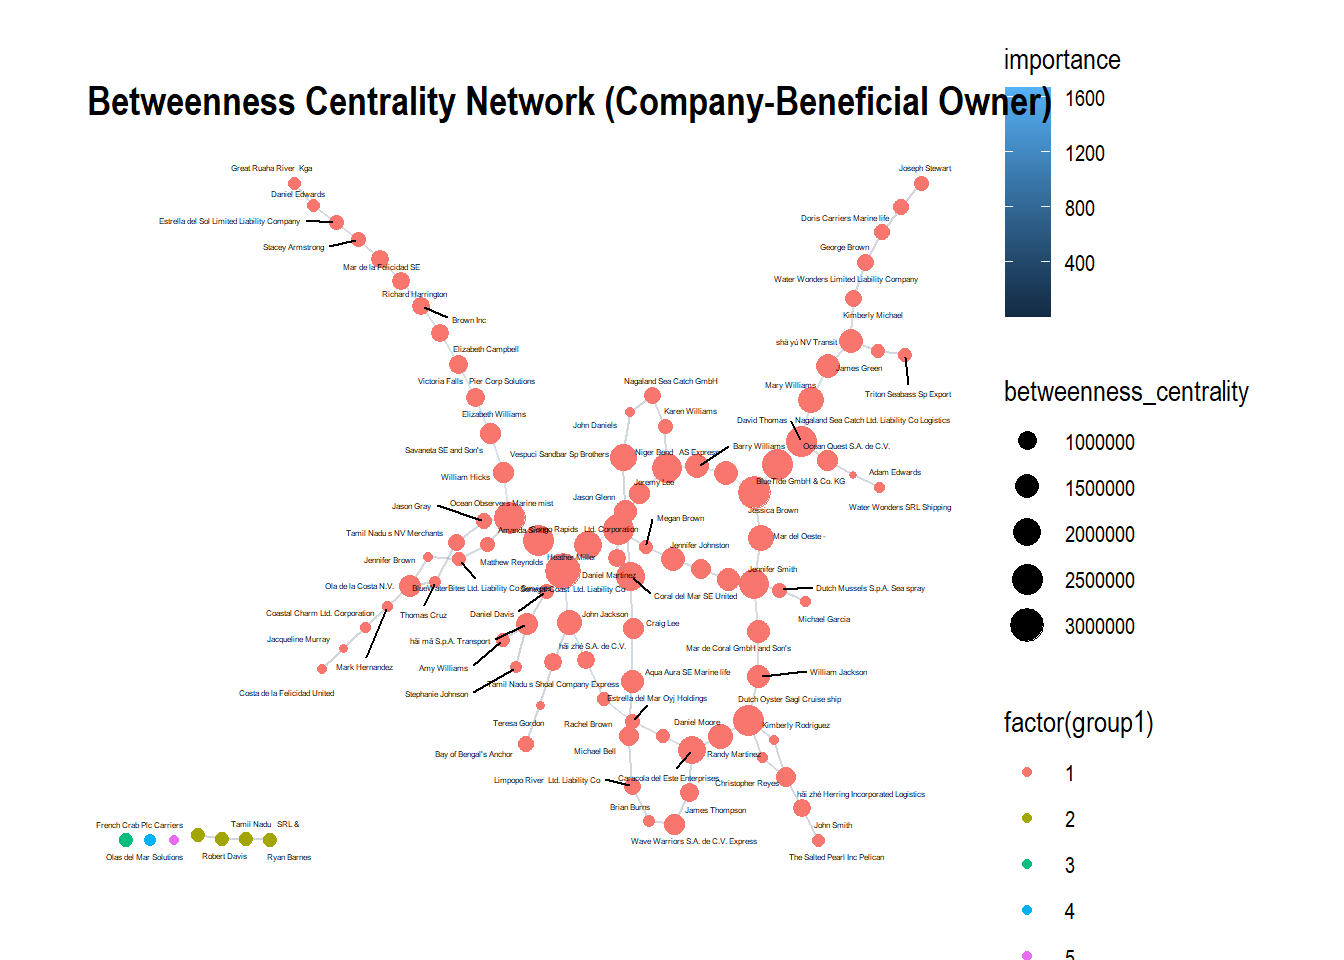 importance
Betweenness Centrality Network (Company-Beneficial Owner)
1600
1200
800
400
Great Ruaha River  Kga
Joseph Stewart
Daniel Edwards
Estrella del Sol Limited Liability Company
Doris Carriers Marine life
Stacey Armstrong
George Brown
Mar de la Felicidad SE
Water Wonders Limited Liability Company
Richard Harrington
Brown Inc
Kimberly Michael
Elizabeth Campbell
shā yú NV Transit
James Green
Victoria Falls  Pier Corp Solutions
Nagaland Sea Catch GmbH
Mary Williams
Triton Seabass Sp Export
betweenness_centrality
1000000
1500000
2000000
2500000
3000000
Elizabeth Williams
Karen Williams
John Daniels
David Thomas
Nagaland Sea Catch Ltd. Liability Co Logistics
Savaneta SE and Son's
Vespuci Sandbar Sp Brothers
Niger Bend  AS Express
Barry Williams
Ocean Quest S.A. de C.V.
William Hicks
Jeremy Lee
BlueTide GmbH & Co. KG
Adam Edwards
Jason Gray
Ocean Observers Marine mist
Jason Glenn
Jessica Brown
Water Wonders SRL Shipping
Tamil Nadu s NV Merchants
Amanda Smith
Congo Rapids  Ltd. Corporation
Megan Brown
Mar del Oeste -
Jennifer Brown
Matthew Reynolds
Heather Miller
Jennifer Johnston
Daniel Martinez
Jennifer Smith
Ola de la Costa N.V.
BlueWaterBites Ltd. Liability Co
Coast  Ltd. Liability Co
Coral del Mar SE United
Dutch Mussels S.p.A. Sea spray
Coastal Charm Ltd. Corporation
Thomas Cruz
Daniel Davis
John Jackson
Craig Lee
Michael Garcia
Jacqueline Murray
hǎi mǎ S.p.A. Transport
hǎi zhé S.A. de C.V.
Mar de Coral GmbH and Son's
Mark Hernandez
Amy Williams
Aqua Aura SE Marine life
William Jackson
Costa de la Felicidad United
Stephanie Johnson
Tamil Nadu s Shoal Company Express
Estrella del Mar Oyj Holdings
Dutch Oyster Sagl Cruise ship
Teresa Gordon
Rachel Brown
Daniel Moore
Kimberly Rodriguez
Bay of Bengal's Anchor
Michael Bell
Randy Martinez
Limpopo River  Ltd. Liability Co
Caracola del Este Enterprises
Christopher Reyes
hǎi zhé Herring Incorporated Logistics
Brian Burns
James Thompson
John Smith
Wave Warriors S.A. de C.V. Express
The Salted Pearl Inc Pelican
French Crab Plc Carriers
Tamil Nadu  SRL &
Olas del Mar Solutions
Robert Davis
Ryan Barnes
factor(group1)
1
2
3
4
5